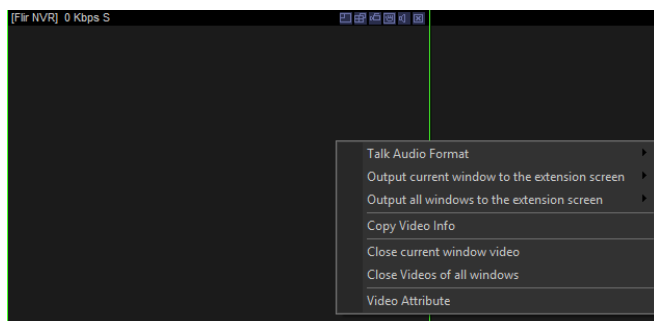 [Flir NVR] 0 Kbps S
Talk Audio Format
Output current window to the extension screen
Output all windows to the extension screen
Copy Video Info
Close current window video
Close Videos of all windows
Video Attribute